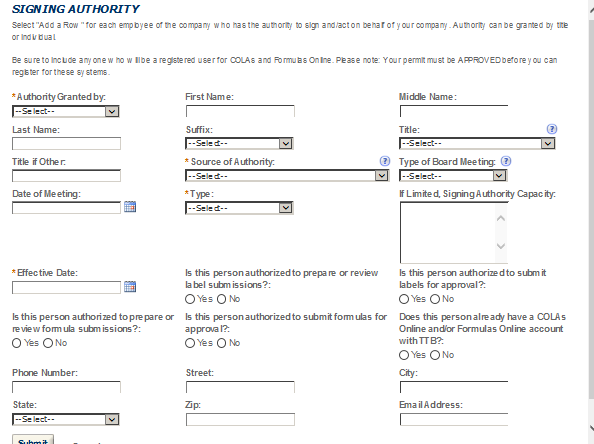 SIGNING AUTHORITY
Select "Add a Row " for each employee of the company who has the authority to sign and/act on behalf of your company. Authority can be granted by title
or individual.
Be sure to include anyone who will be a registered user for COLAs and Formulas Online. Please note: Your permit must be APPROVED before you can
register for these systems.
*Authority Granted by: First Name: Middle Name:
--Select--
Last Name: Suffix: Title: ?
--Select-- --Select--
Title if Other: *Source of Authority: ? Type of Board Meeting: ?
--Select-- --Select--
Date of Meeting: *Type: If Limited, Signing Authority Capacity:
--Select--
*Effective Date: Is this person authorized to prepare or review Is this person authorized to submit
label submissions?: labels for approval?:
Yes No Yes No
Is this person authorized to prepare or Is this person authorized to submit formulas for Does this person already have a COLAs
review formula submissions?: approval?: Online and/or Formulas Online account
Yes No Yes No with TTB?:
Yes No
Phone Number: Street: City:
State: Zip: Email Address:
--Select--
Submit